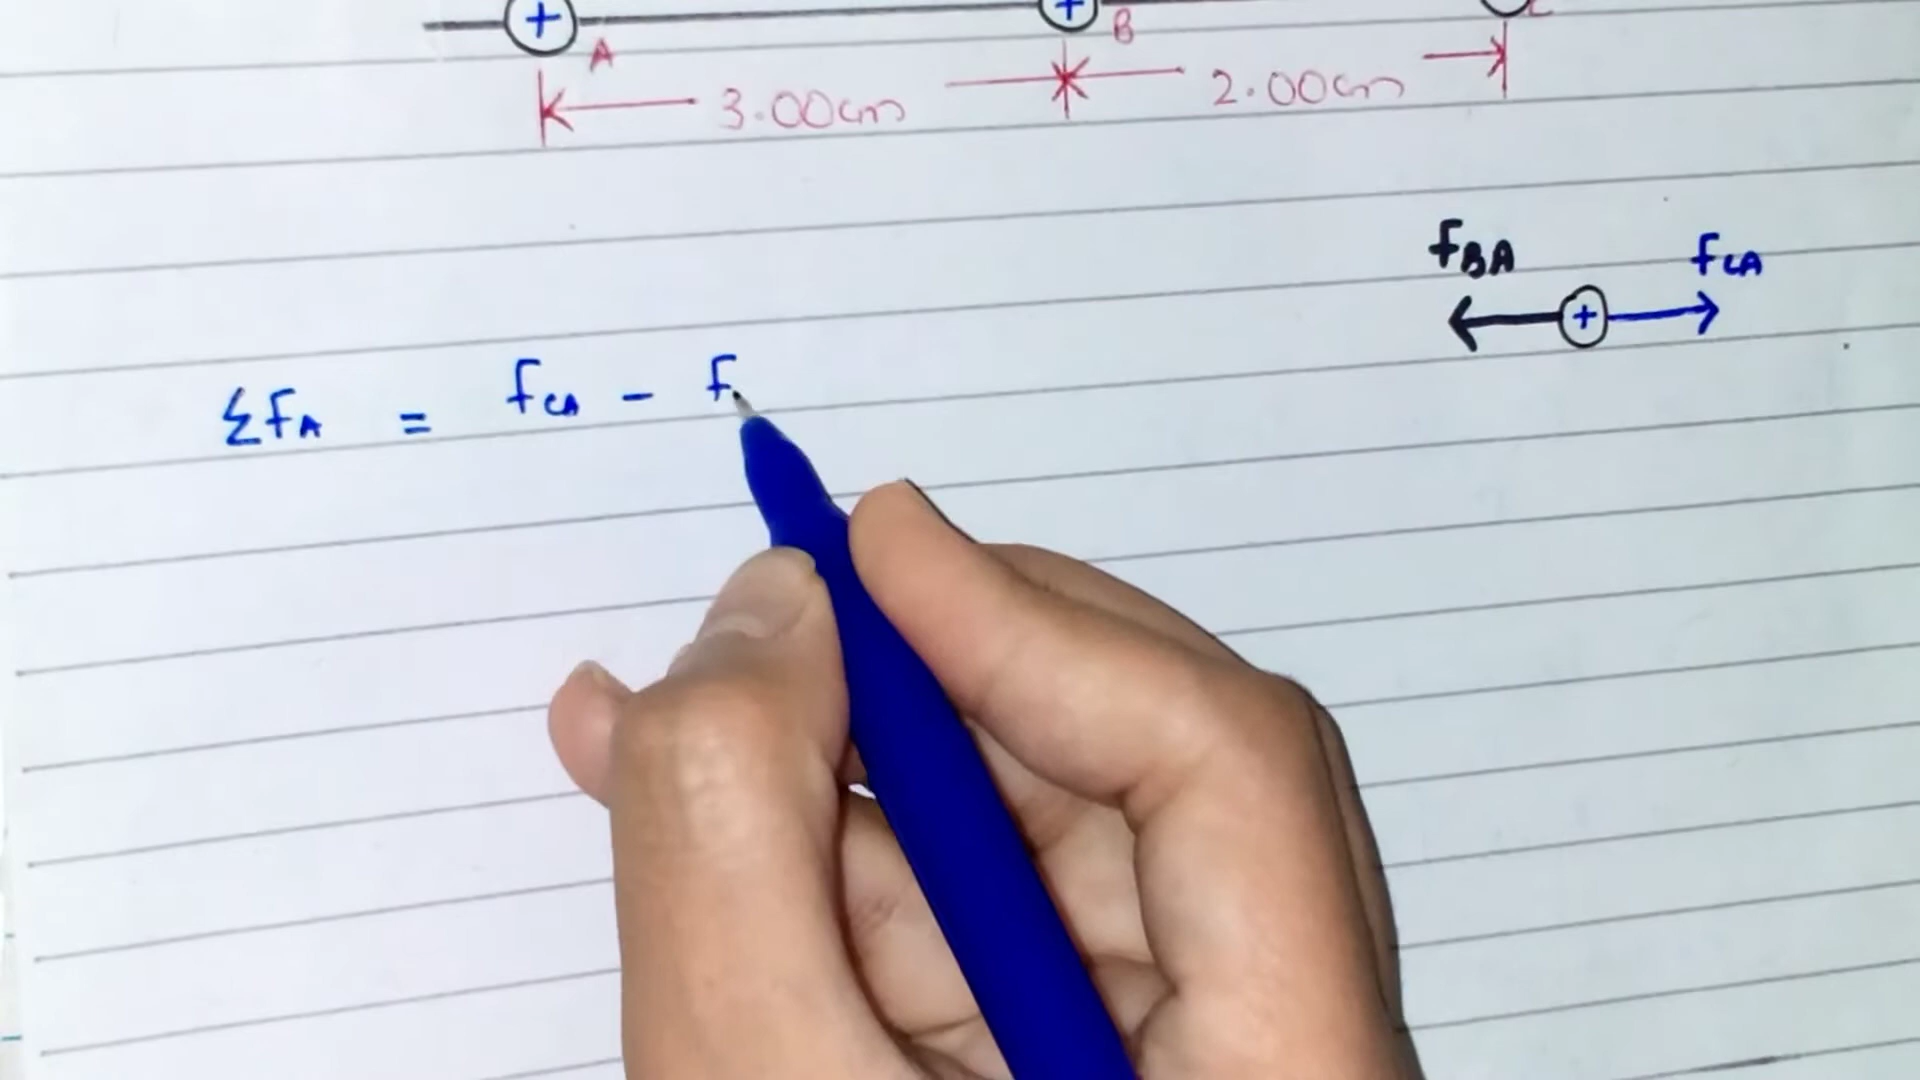 + + 
A B C
3.00cm 2.00cm
fBA fCA
+
ΣfA = fCA - f